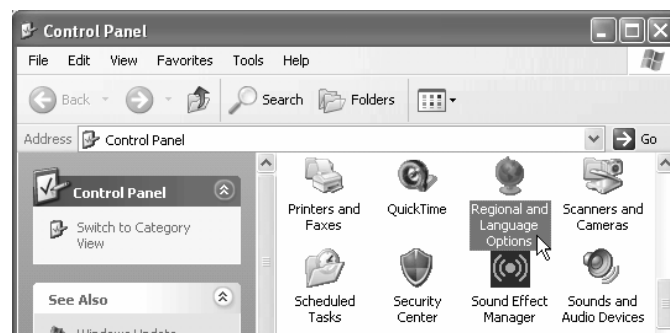 Control Panel
File Edit View Favorites Tools Help
Back Search Folders
Address Control Panel Go
Control Panel
Switch to Category
View
See Also
Windows Update
Printers and
Faxes
QuickTime
Regional and
Language
Options
Scanners and
Cameras
Scheduled
Tasks
Security
Center
Sound Effect
Manager
Sounds and
Audio Devices